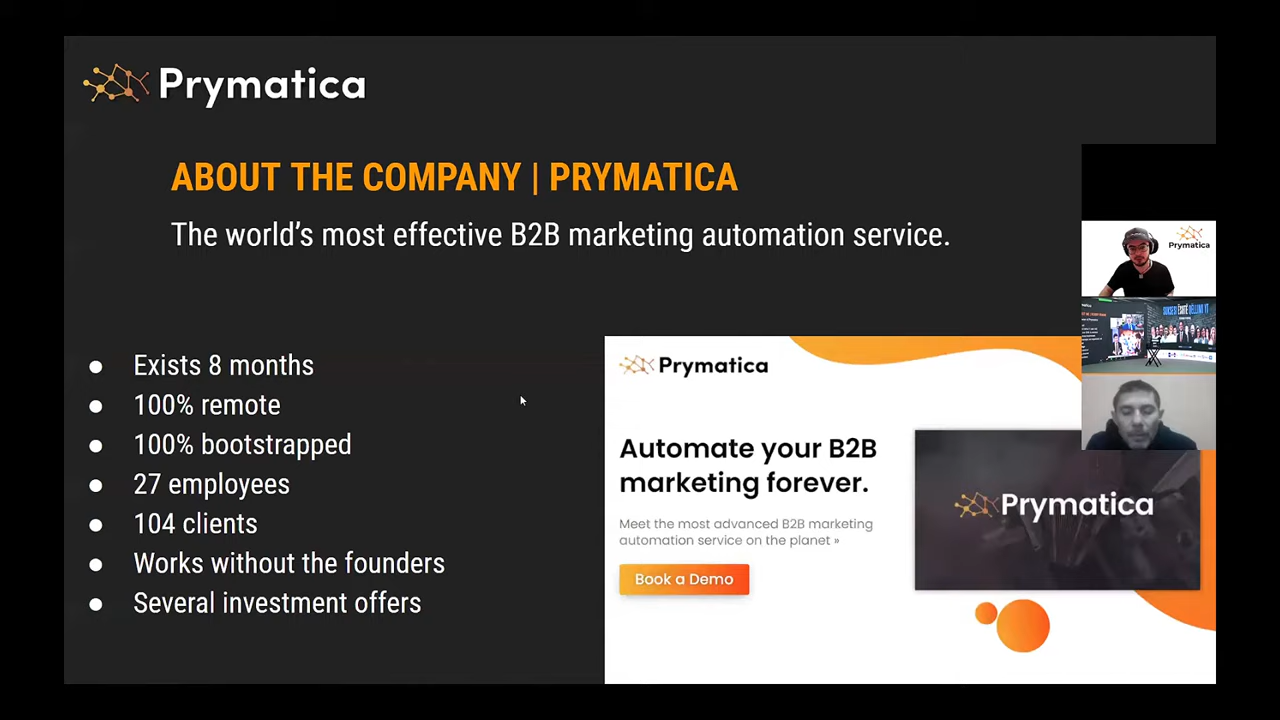 Prymatica
ABOUT THE COMPANY | PRYMATICA
The world's most effective B2B marketing automation service.
● Exists 8 months
● 100% remote
● 100% bootstrapped
● 27 employees
● 104 clients
● Works without the founders
● Several investment offers
Prymatica
Automate your B2B
marketing forever.
Meet the most advanced B2B marketing
automation service on the planet »
Book a Demo
Prymatica
Prymatica